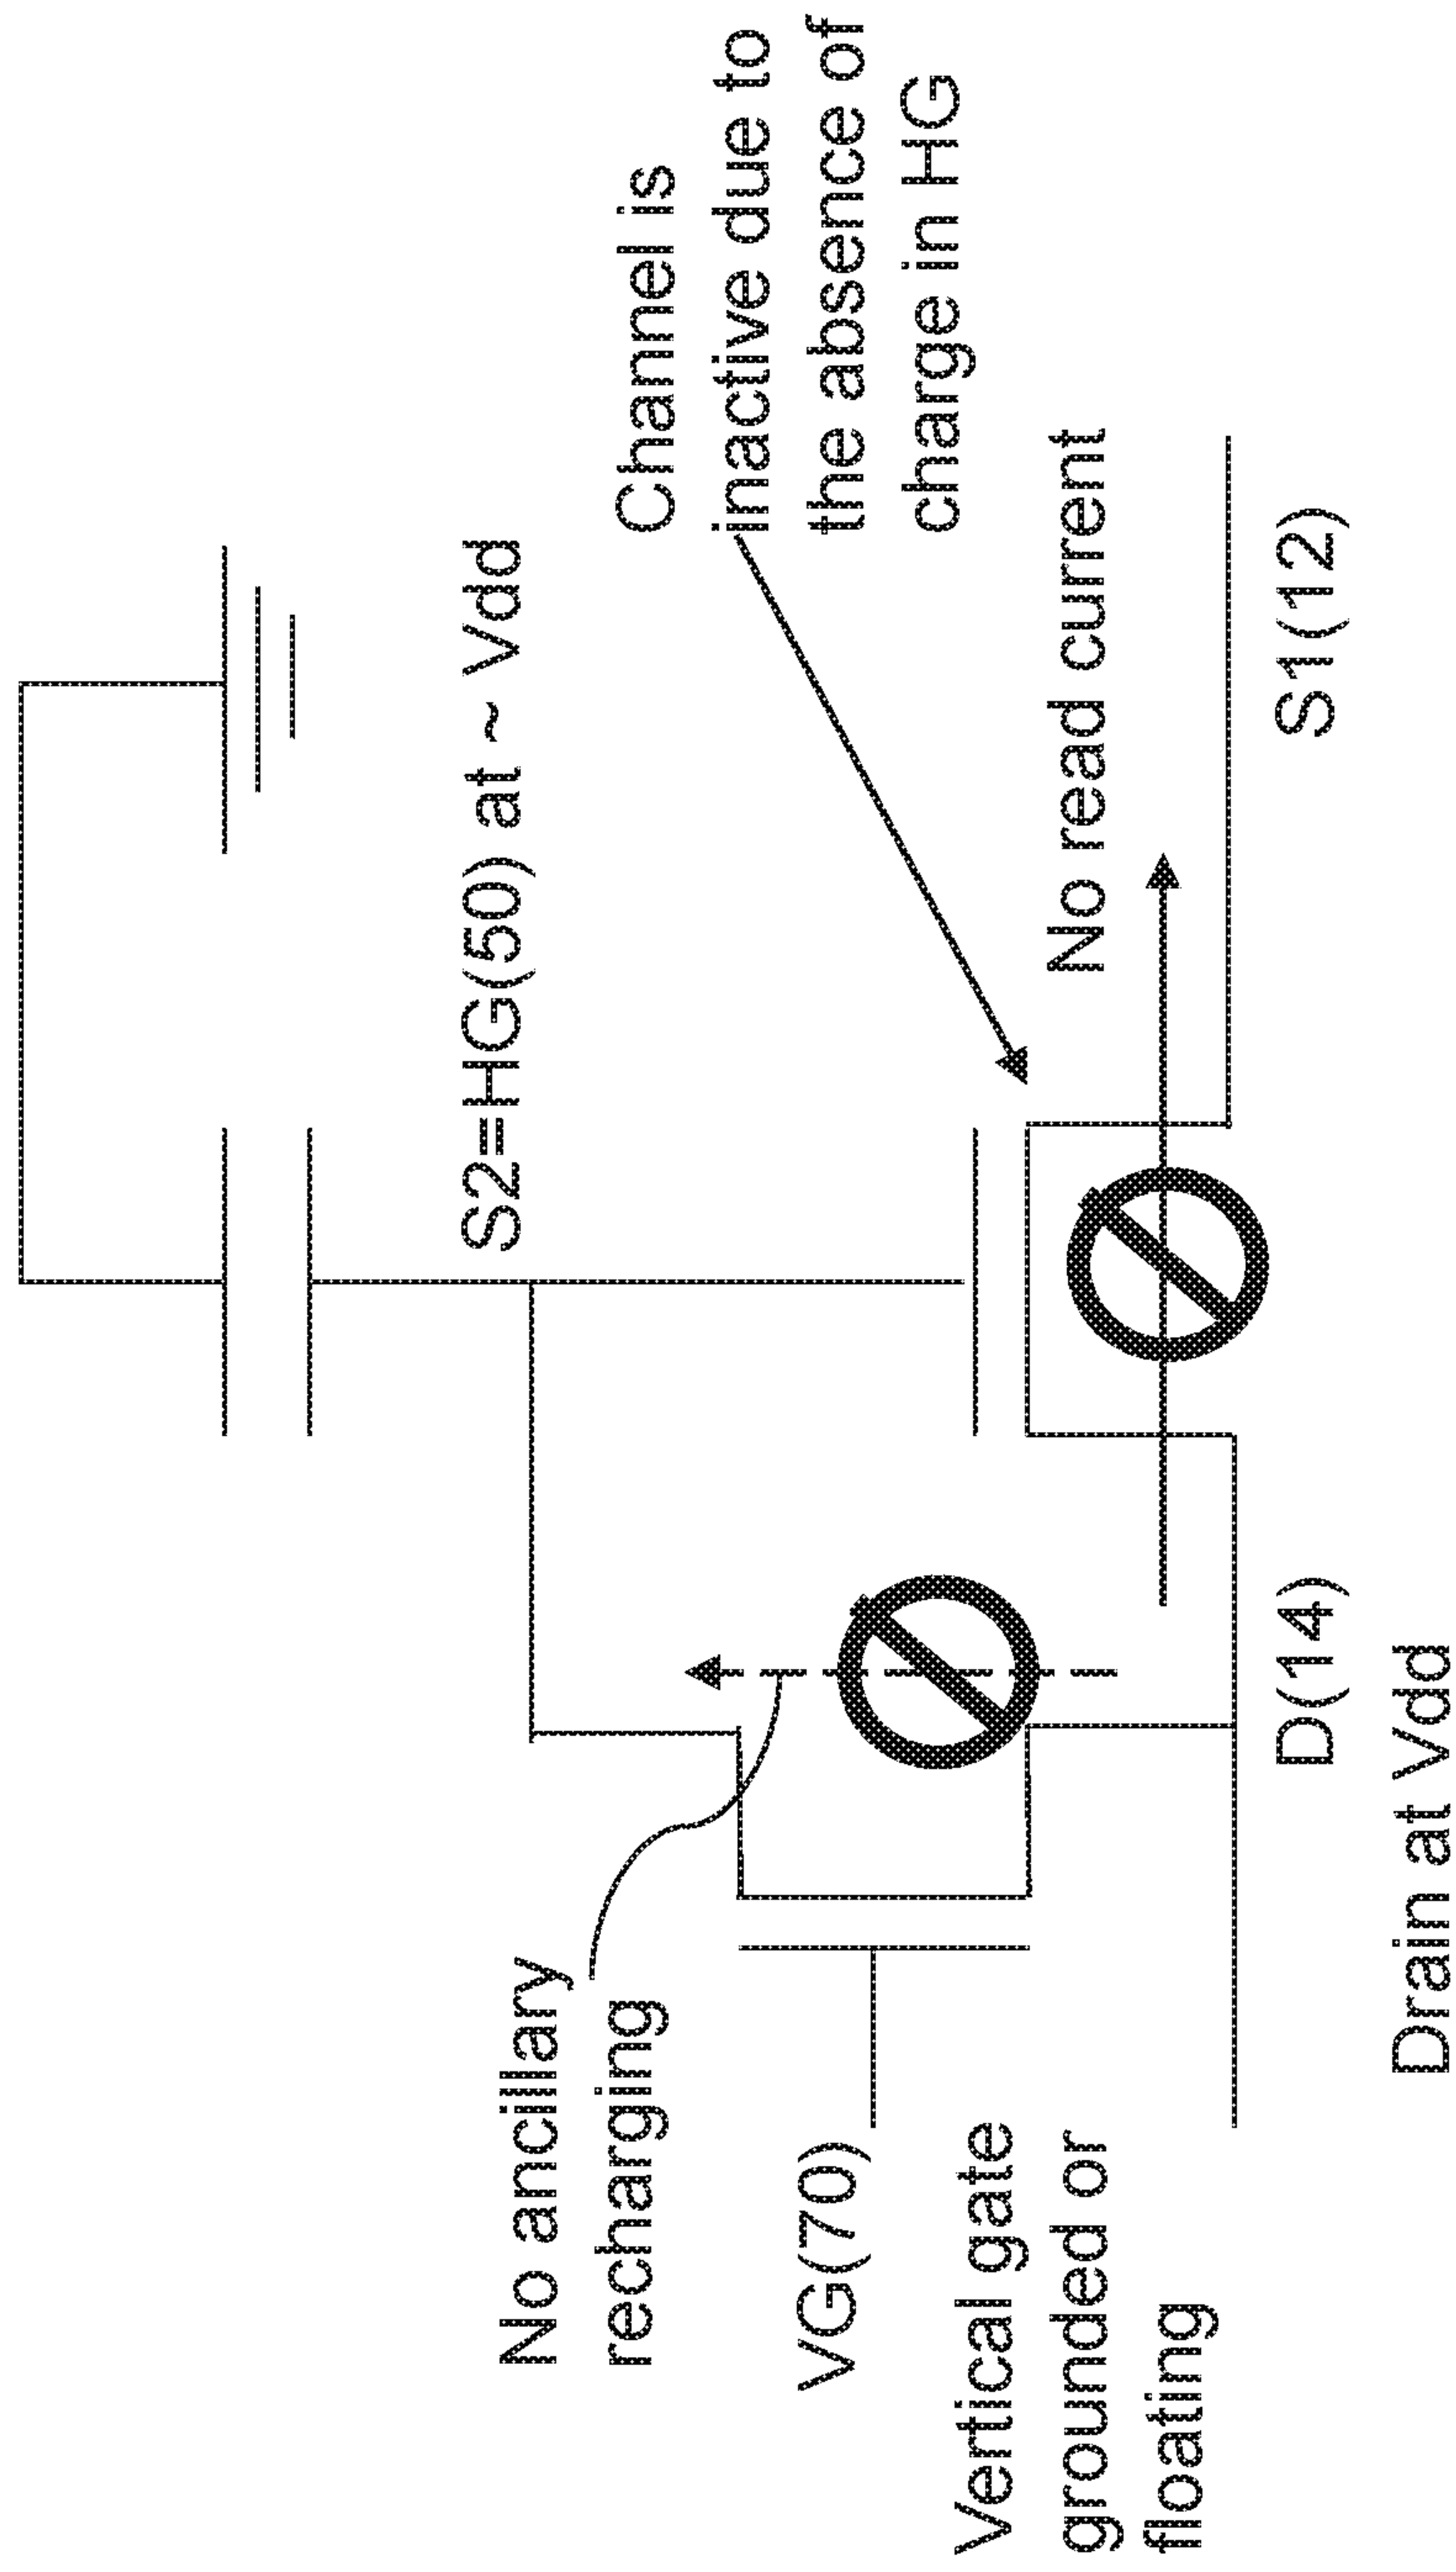 S2=HG(50) at ~ Vdd
Channel is
inactive due to
the absence of
charge in HG
No ancillary
recharging
VG(70)
Vertical gate
grounded or
floating
No read current
D(14)
S1(12)
Drain at Vdd